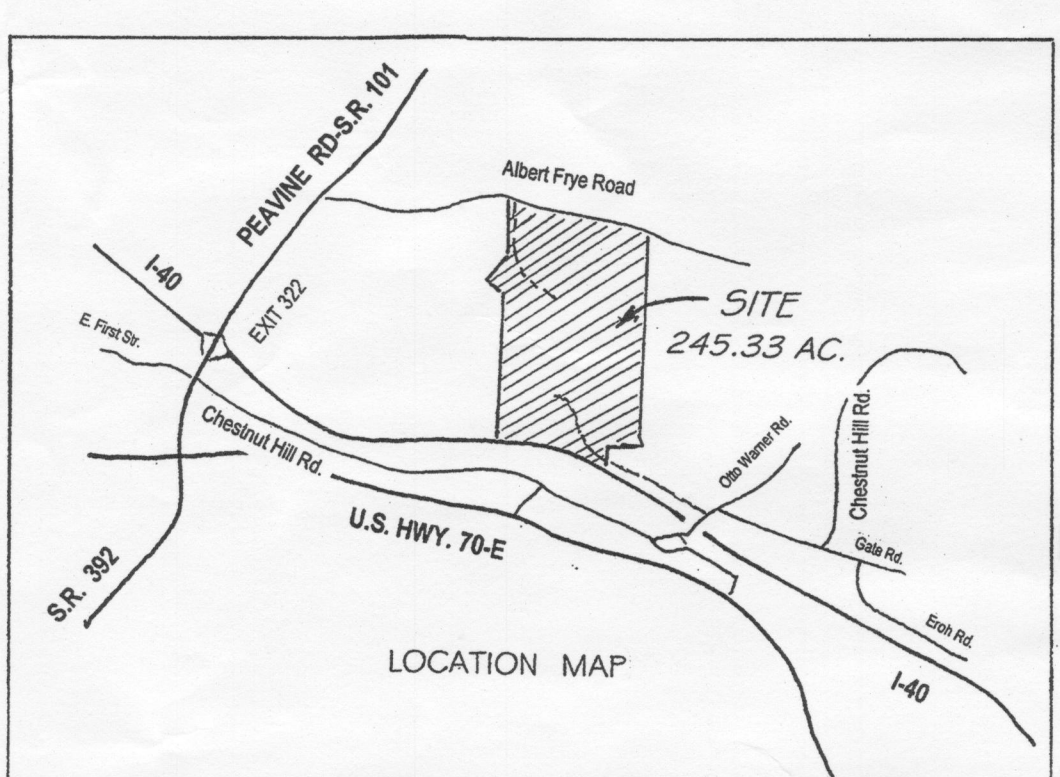 PEAVINE RD-S.R. 101
Albert Frye Road
I-40
EXIT 322
E. First Str.
SITE
245.33 AC.
Chestnut Hill Rd.
Chestnut Hill Rd.
Otto Warner Rd.
U.S. HWY. 70-E
Gate Rd.
S.R. 392
Eroh Rd.
LOCATION MAP
I-40